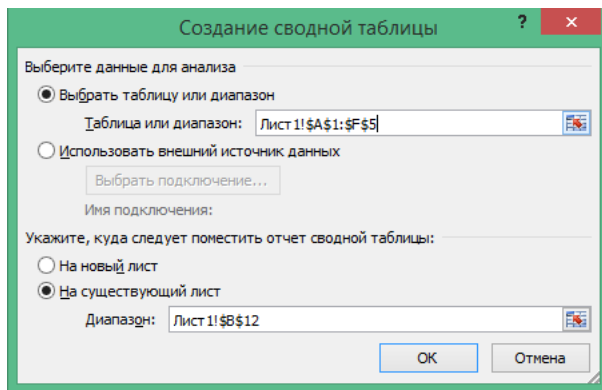 Создание сводной таблицы ? ×
Выберите данные для анализа
Выбрать таблицу или диапазон
Таблица или диапазон: Лист1!$A$1:$F$5
Использовать внешний источник данных
Выбрать подключение...
Имя подключения:
Укажите, куда следует поместить отчет сводной таблицы:
На новый лист
На существующий лист
Диапазон: Лист1!$B$12
ОК Отмена